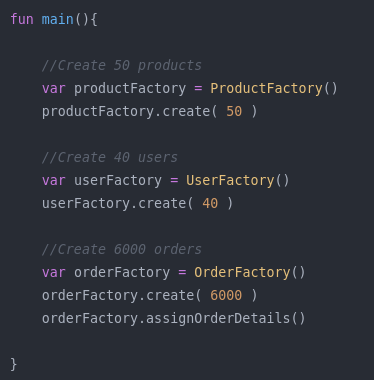 fun main(){
//Create 50 products
var productFactory = ProductFactory()
productFactory.create( 50 )
//Create 40 users
var userFactory = UserFactory()
userFactory.create( 40 )
//Create 6000 orders
var orderFactory = OrderFactory()
orderFactory.create( 6000 )
orderFactory.assignOrderDetails()
}